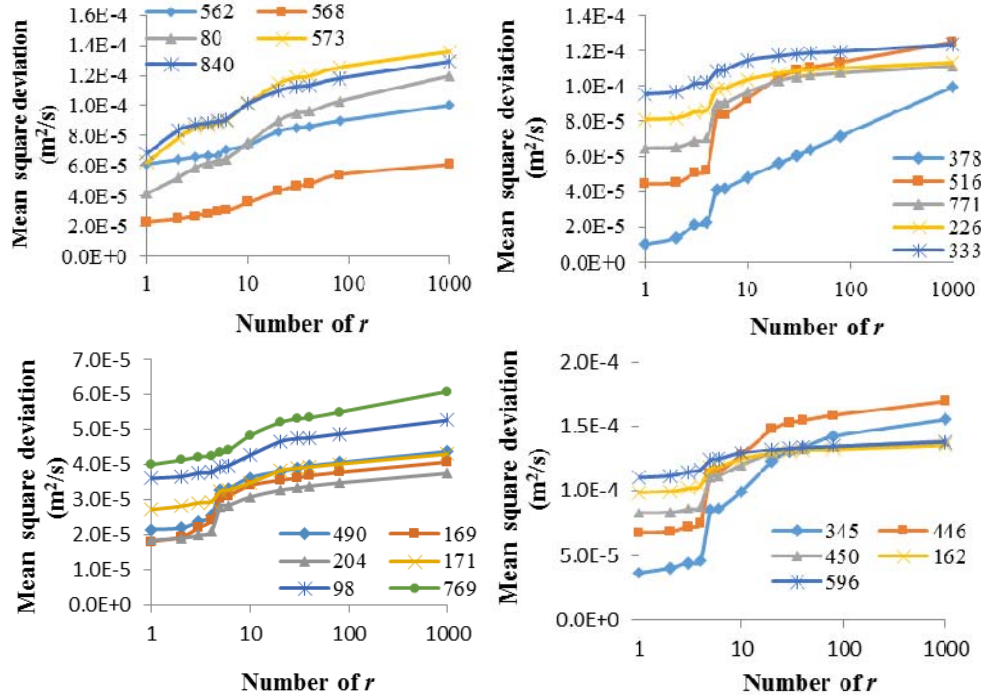 Mean square deviation
(m²/s)
1.6E-4
1.4E-4
1.2E-4
1.0E-4
8.0E-5
6.0E-5
4.0E-5
2.0E-5
0.0E+0
562 568
80 573
840
1 10 100 1000
Number of r
Mean square deviation
(m²/s)
1.4E-4
1.2E-4
1.0E-4
8.0E-5
6.0E-5
4.0E-5
2.0E-5
0.0E+0
378
516
771
226
333
1 10 100 1000
Number of r
Mean square deviation
(m²/s)
7.0E-5
6.0E-5
5.0E-5
4.0E-5
3.0E-5
2.0E-5
1.0E-5
0.0E+0
490 169
204 171
98 769
1 10 100 1000
Number of r
Mean square deviation
(m²/s)
2.0E-4
1.5E-4
1.0E-4
5.0E-5
0.0E+0
345 446
450 162
596
1 10 100 1000
Number of r